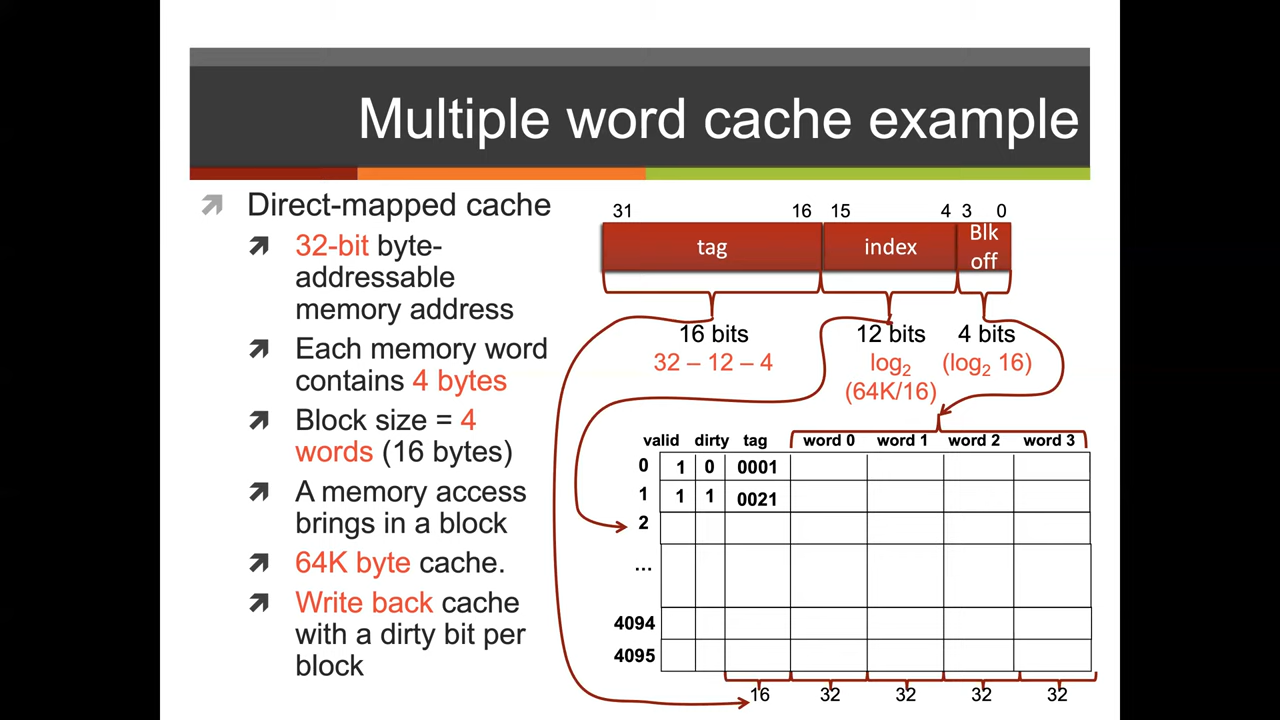 Multiple word cache example
Direct-mapped cache
32-bit byte-
addressable
memory address
Each memory word
contains 4 bytes
Block size = 4
words (16 bytes)
A memory access
brings in a block
64K byte cache.
Write back cache
with a dirty bit per
block
31 16 15 4 3 0
tag index Blk
off
16 bits 12 bits 4 bits
32 – 12 – 4 log₂ (log₂ 16)
(64K/16)
valid dirty tag word 0 word 1 word 2 word 3
0 1 0 0001
1 1 1 0021
2
...
4094
4095
16 32 32 32 32